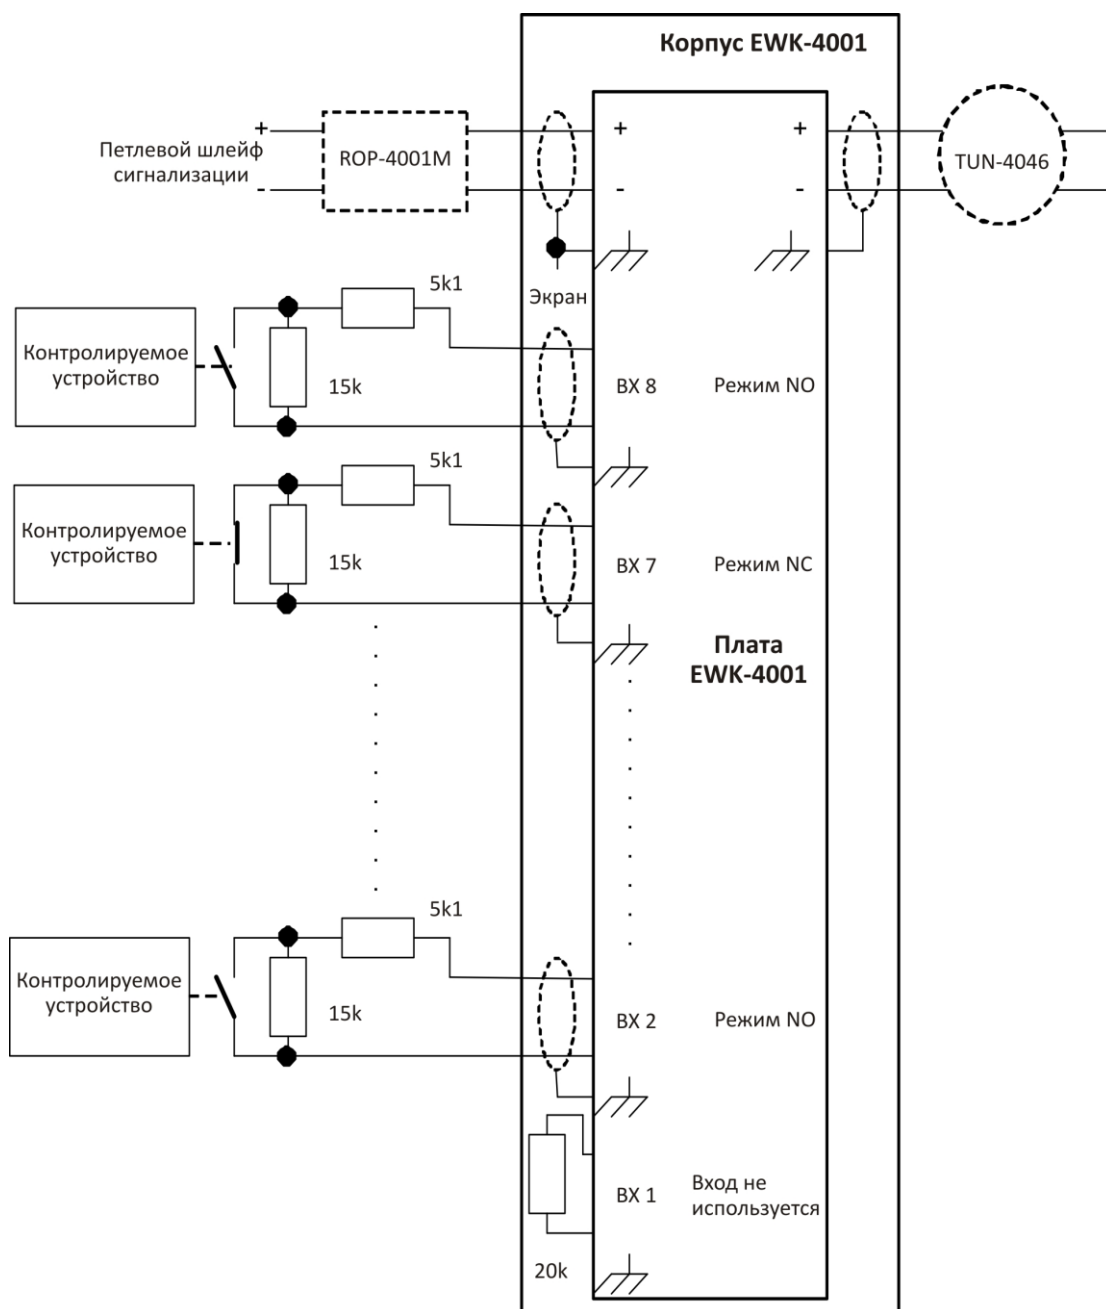 Корпус EWK-4001
+
Петлевой шлейф
сигнализации
-
ROP-4001M
+
-
+
-
TUN-4046
Экран
5k1
Контролируемое
устройство
15k
ВХ 8
Режим NO
5k1
Контролируемое
устройство
15k
ВХ 7
Режим NC
Плата
EWK-4001
5k1
Контролируемое
устройство
15k
ВХ 2
Режим NO
ВХ 1
Вход не
используется
20k